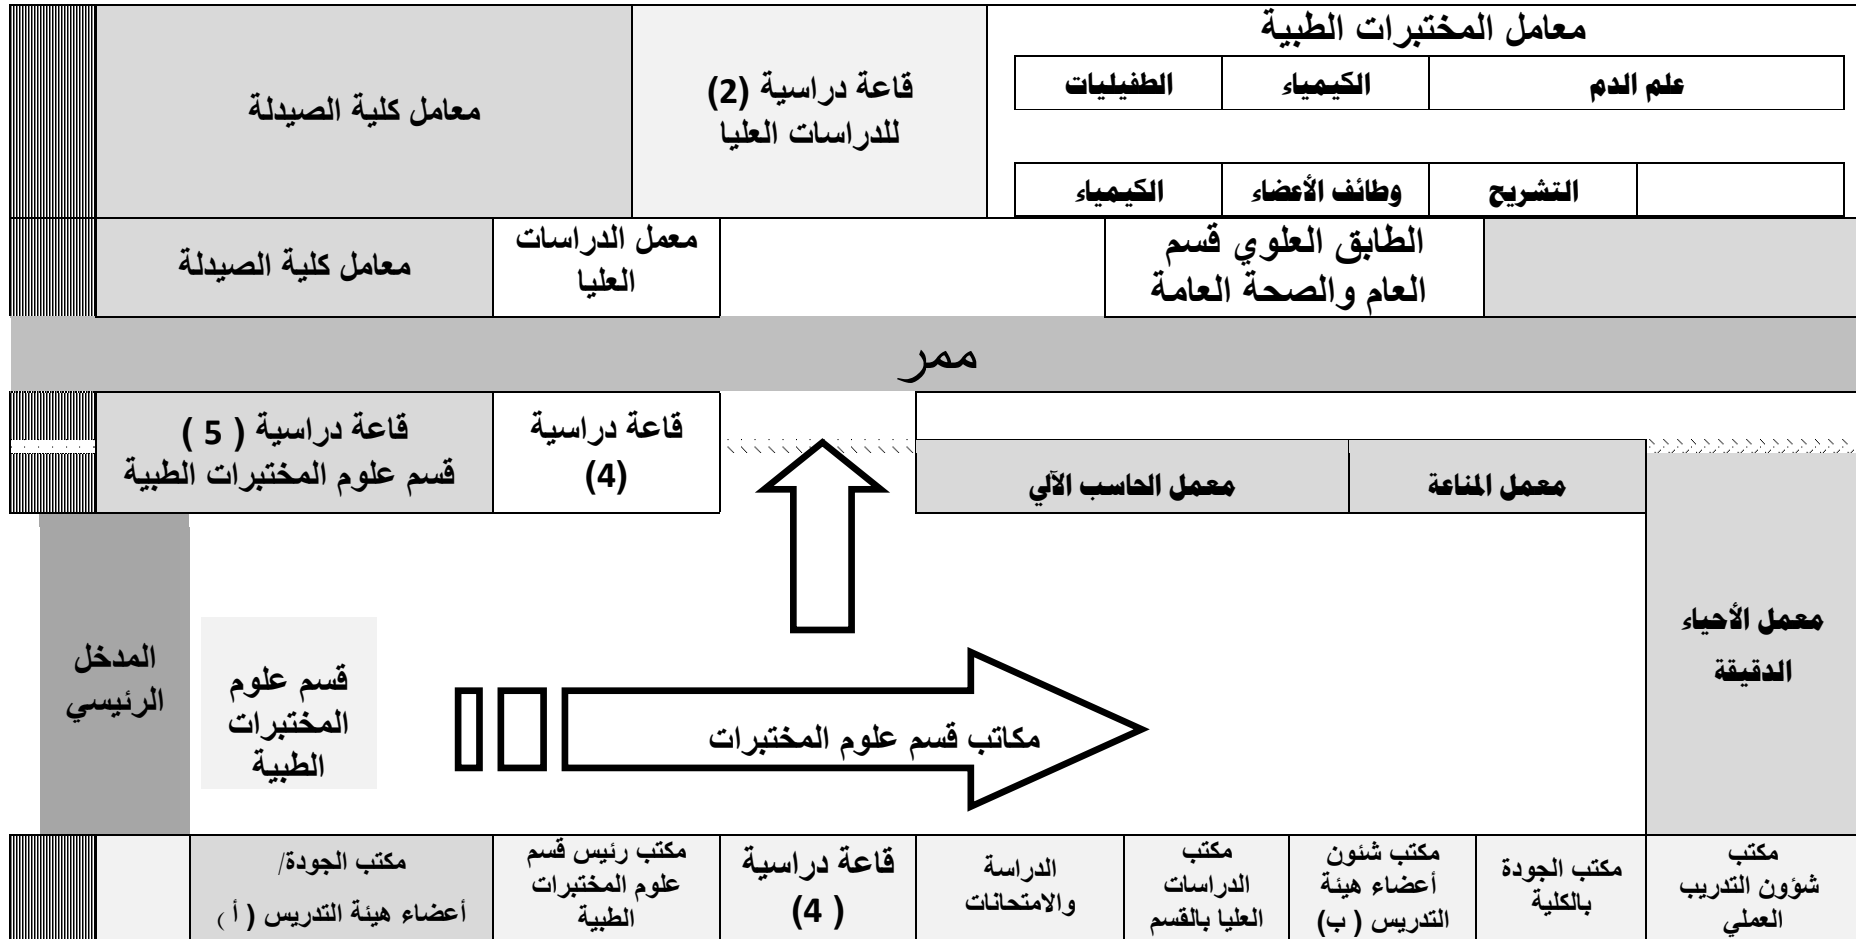 معامل المختبرات الطبية
علم الدم
الكيمياء
الطفيليات
التشريح
وظائف الأعضاء
الكيمياء
قاعة دراسية (2)
للدراسات العليا
معامل كلية الصيدلة
الطابق العلوي قسم
العام والصحة العامة
معمل الدراسات
العليا
معامل كلية الصيدلة
ممر
معمل المناعة
معمل الحاسب الآلي
قاعة دراسية
(4)
قاعة دراسية ( 5 )
قسم علوم المختبرات الطبية
معمل الأحياء
الدقيقة
مكاتب قسم علوم المختبرات
قسم علوم
المختبرات
الطبية
المدخل
الرئيسي
مكتب
شؤون التدريب
العملي
مكتب الجودة
بالكلية
مكتب شئون
أعضاء هيئة
التدريس ( ب)
مكتب
الدراسات
العليا بالقسم
الدراسة
والامتحانات
قاعة دراسية
( 4 )
مكتب رئيس قسم
علوم المختبرات
الطبية
مكتب الجودة/
أعضاء هيئة التدريس ( أ )